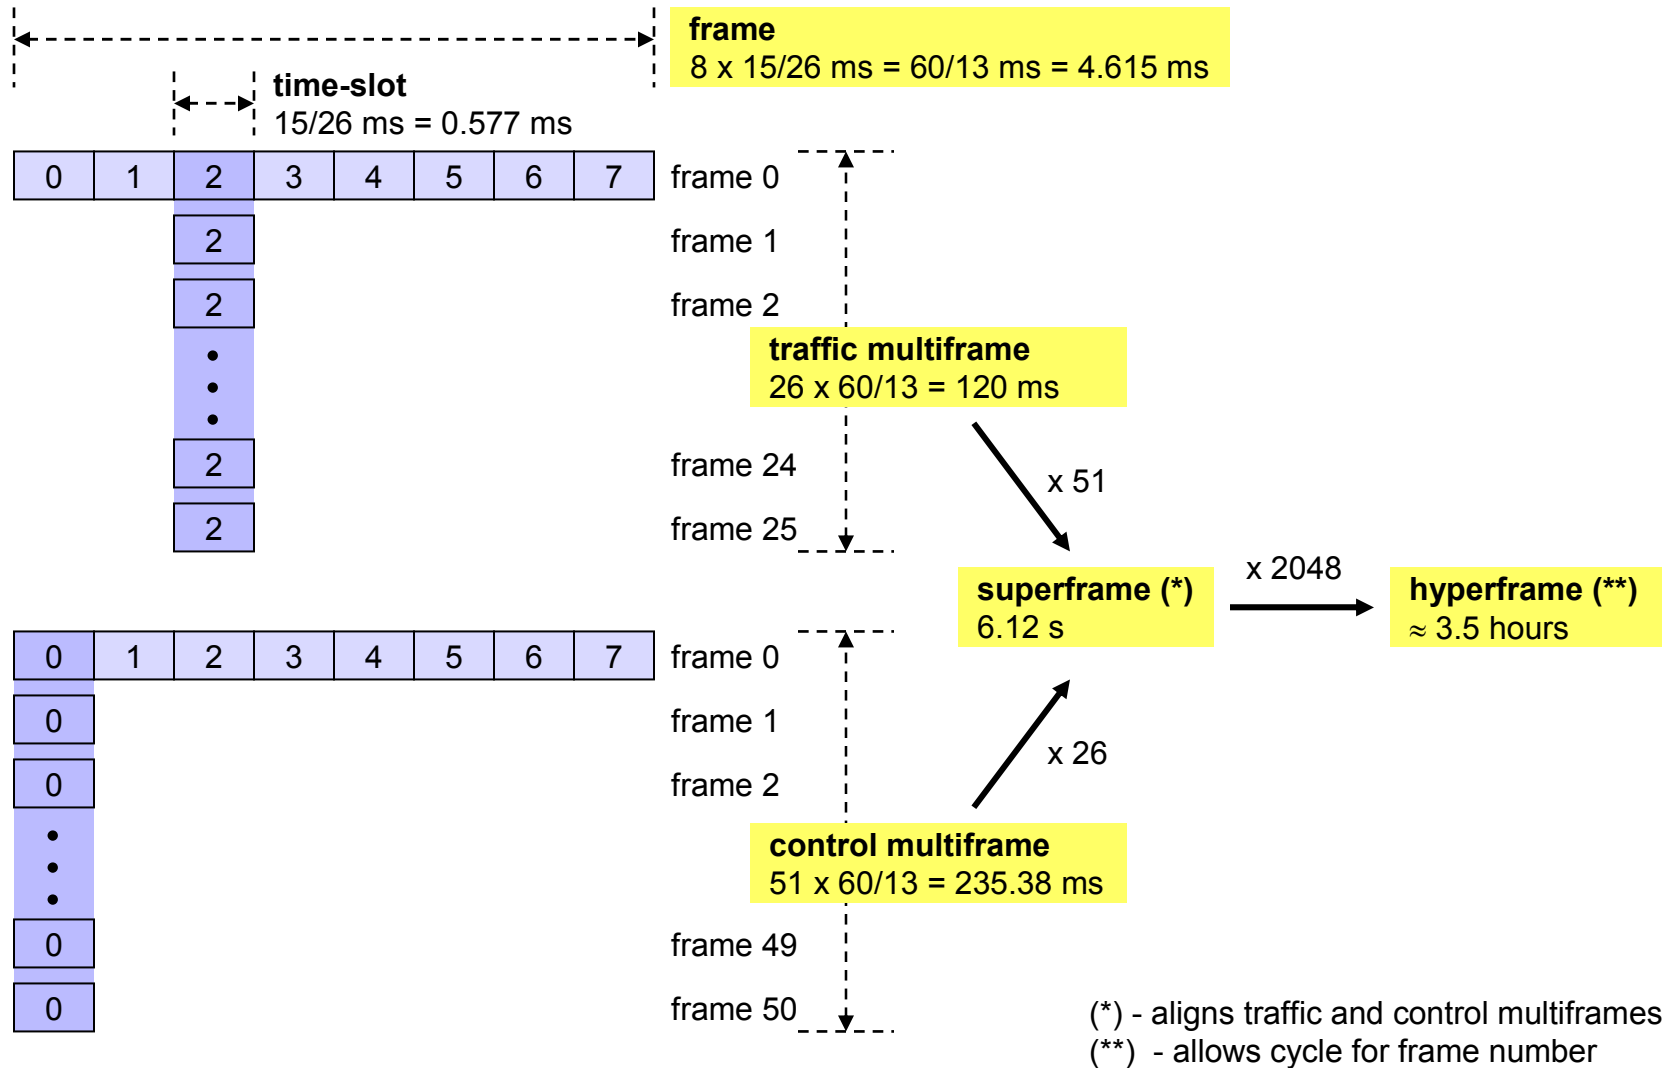 frame
8 x 15/26 ms = 60/13 ms = 4.615 ms
time-slot
15/26 ms = 0.577 ms
0 1 2 3 4 5 6 7 frame 0
2 frame 1
2 frame 2
traffic multiframe
26 x 60/13 = 120 ms
2 frame 24
x 51
2 frame 25
x 2048
superframe (*)
6.12 s
hyperframe (**)
≈ 3.5 hours
0 1 2 3 4 5 6 7 frame 0
0 frame 1
x 26
0 frame 2
control multiframe
51 x 60/13 = 235.38 ms
0 frame 49
0 frame 50
(*) - aligns traffic and control multiframes
(**) - allows cycle for frame number